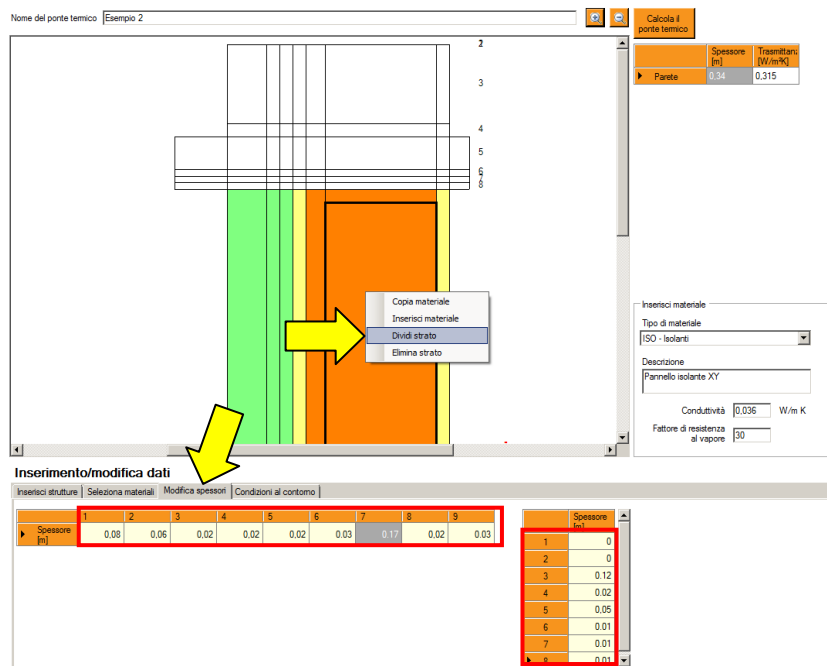 Nome del ponte termico Esempio 2
Calcola il
ponte termico
Spessore Trasmittan:
[m] [W/m²K]
Parete 0,34 0,315
1
2
3
4
5
6
7
8
Copia materiale
Inserisci materiale
Dividi strato
Elimina strato
Inserisci materiale
Tipo di materiale
ISO - Isolanti
Descrizione
Pannello isolante XY
Conduttività 0,036 W/m K
Fattore di resistenza
al vapore 30
Inserimento/modifica dati
Inserisci strutture Seleziona materiali Modifica spessori Condizioni al contorno
1 2 3 4 5 6 7 8 9
Spessore
[m] 0,08 0,06 0,02 0,02 0,02 0.03 0.17 0,02 0.03
Spessore
[m]
1 0
2 0
3 0.12
4 0.02
5 0,05
6 0.01
7 0.01
8 0.01